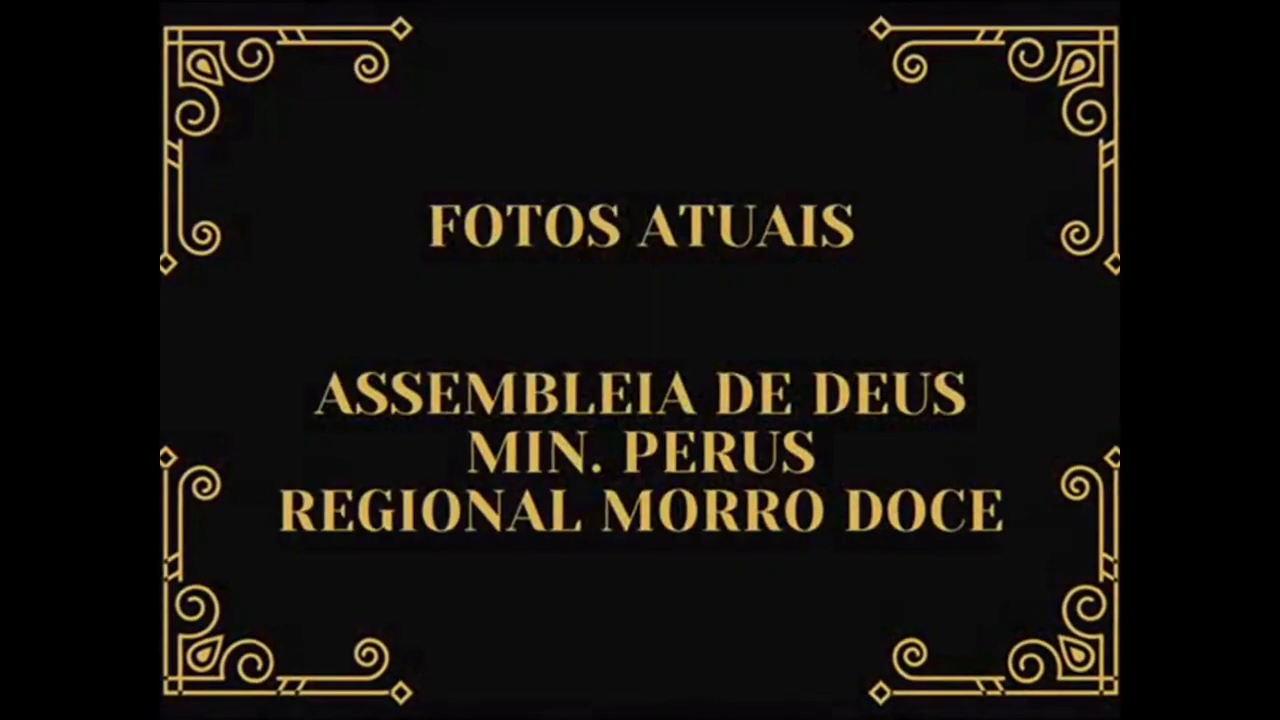 FOTOS ATUAIS
ASSEMBLEIA DE DEUS
MIN. PERUS
REGIONAL MORRO DOCE